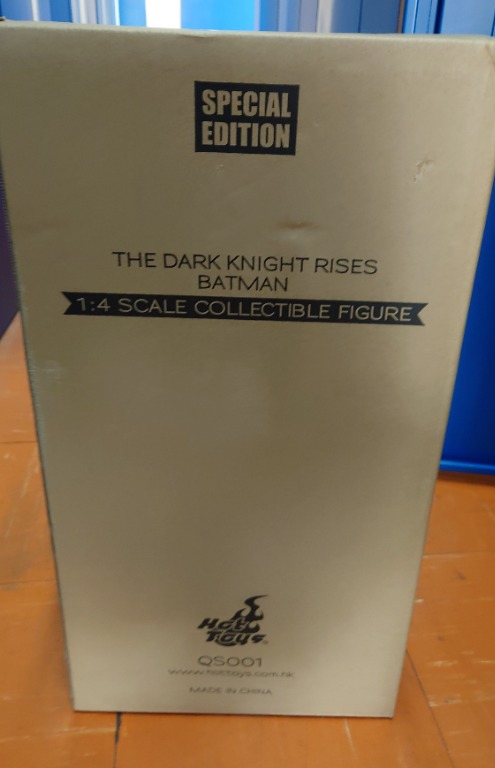 SPECIAL
EDITION
THE DARK KNIGHT RISES
BATMAN
1:4 SCALE COLLECTIBLE FIGURE
Hot
Toys
QS001
www.hottoys.com.hk
MADE IN CHINA